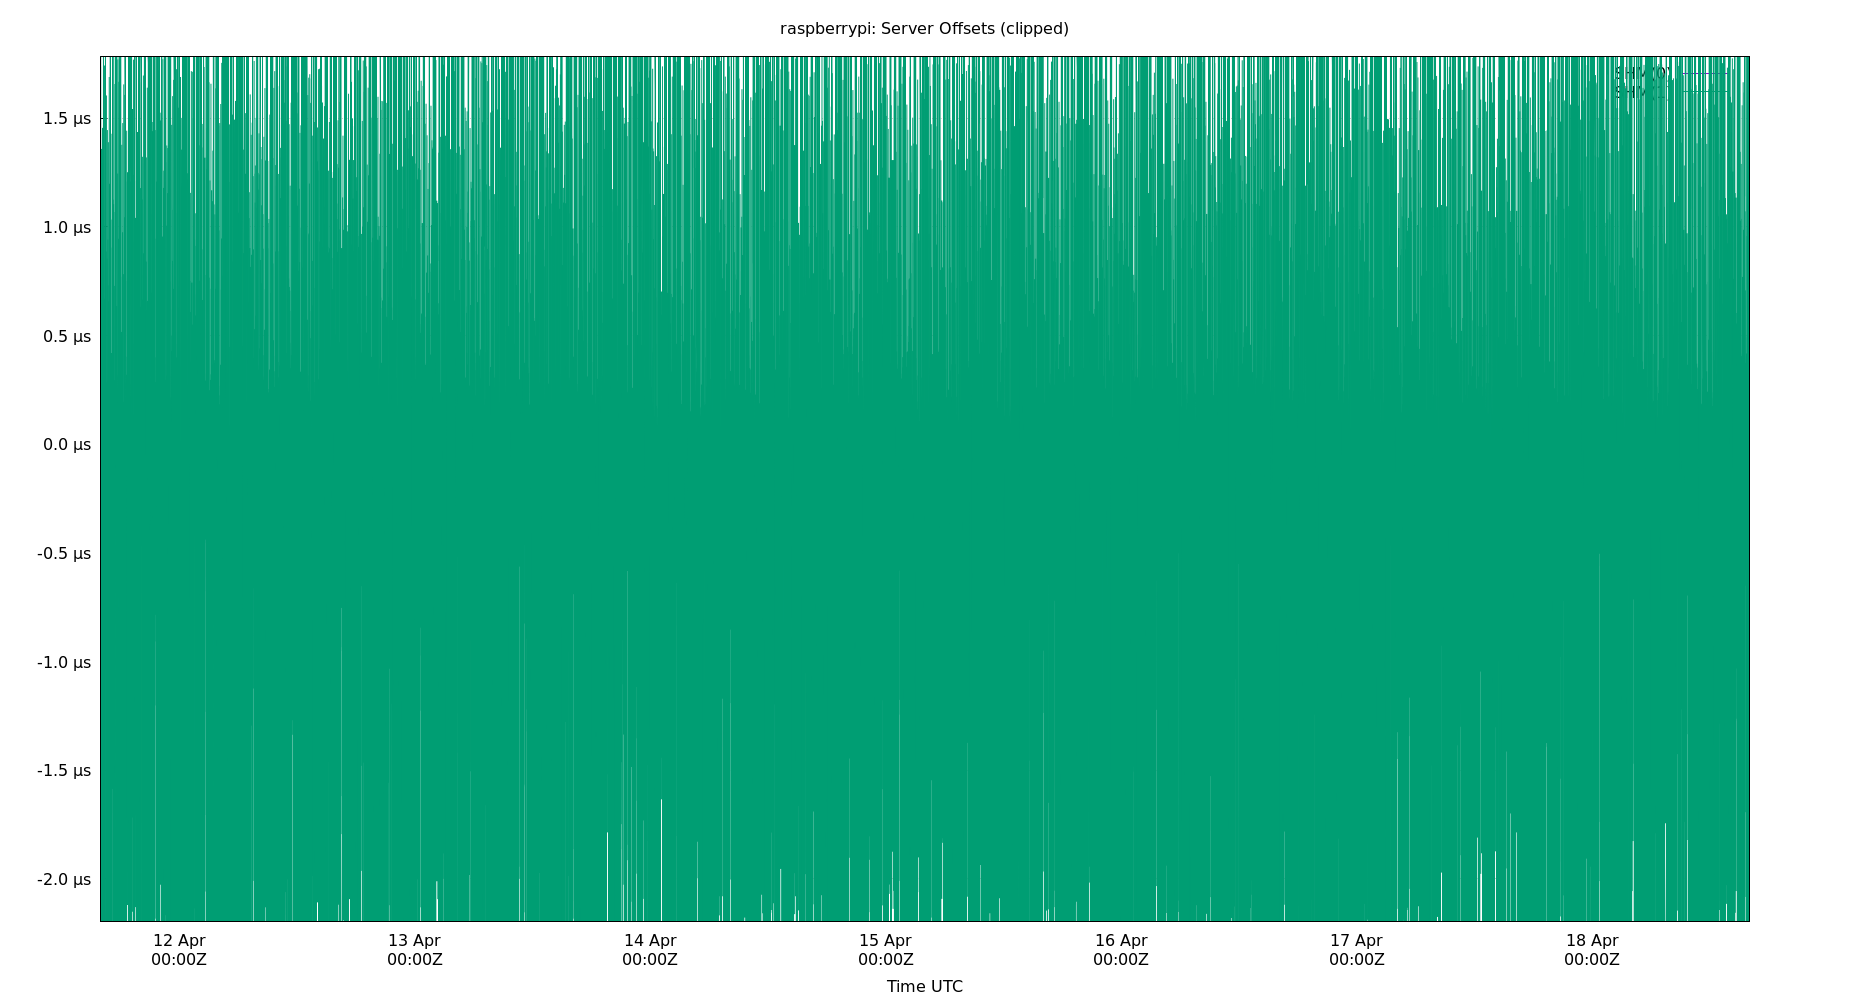 raspberrypi: Server Offsets (clipped)
SHM(0)
1.5 µs
1.0 µs
0.5 µs
0.0 µs
-0.5 µs
-1.0 µs
-1.5 µs
-2.0 µs
12 Apr 13 Apr 14 Apr 15 Apr 16 Apr 17 Apr 18 Apr
00:00Z 00:00Z 00:00Z 00:00Z 00:00Z 00:00Z 00:00Z
Time UTC